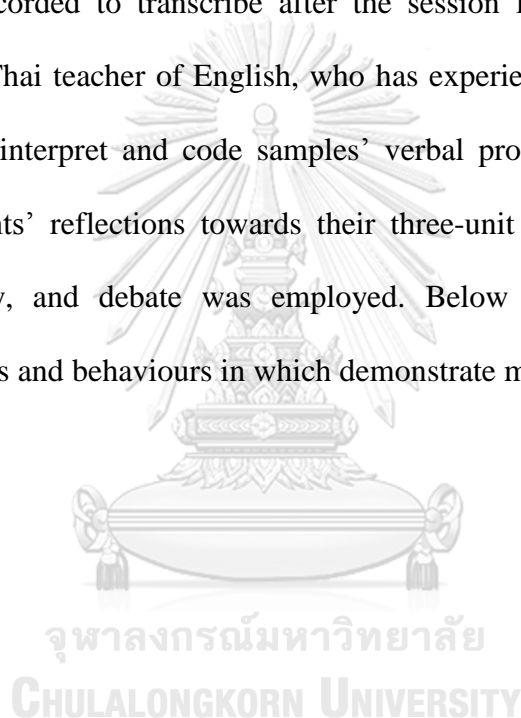 corded to transcribe after the session
Thai teacher of English, who has experie
interpret and code samples’ verbal pro
nts’ reflections towards their three-unit
y, and debate was employed. Below
s and behaviours in which demonstrate m
จุฬาลงกรณ์มหาวิทยาลัย
CHULALONGKORN UNIVERSITY